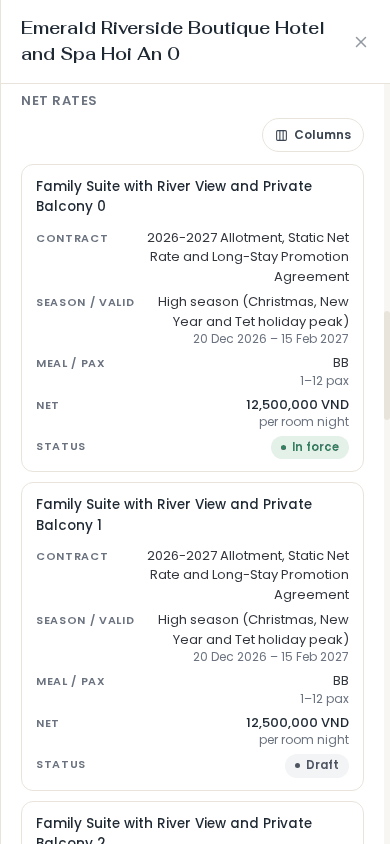 Emerald Riverside Boutique Hotel
and Spa Hoi An 0
NET RATES
Columns
Family Suite with River View and Private
Balcony 0
CONTRACT
2026-2027 Allotment, Static Net
Rate and Long-Stay Promotion
Agreement
SEASON / VALID
High season (Christmas, New
Year and Tet holiday peak)
20 Dec 2026 – 15 Feb 2027
MEAL / PAX
BB
1–12 pax
NET
12,500,000 VND
per room night
STATUS
In force
Family Suite with River View and Private
Balcony 1
CONTRACT
2026-2027 Allotment, Static Net
Rate and Long-Stay Promotion
Agreement
SEASON / VALID
High season (Christmas, New
Year and Tet holiday peak)
20 Dec 2026 – 15 Feb 2027
MEAL / PAX
BB
1–12 pax
NET
12,500,000 VND
per room night
STATUS
Draft
Family Suite with River View and Private
Balcony 2